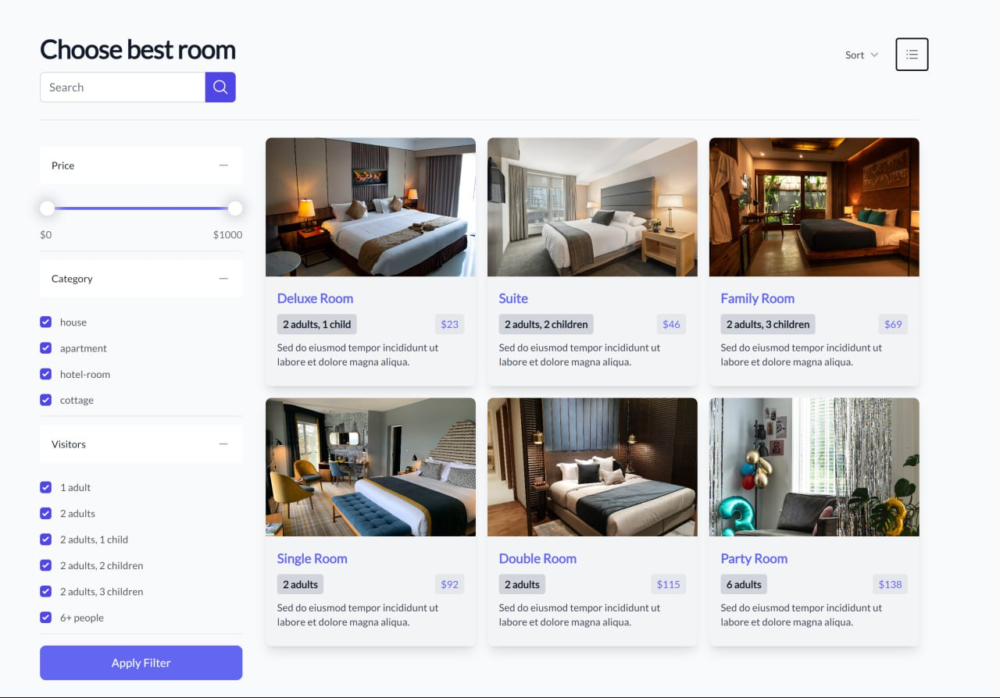 Choose best room
Sort
Search
Price
$0 $1000
Category
house
apartment
hotel-room
cottage
Visitors
1 adult
2 adults
2 adults, 1 child
2 adults, 2 children
2 adults, 3 children
6+ people
Apply Filter
Deluxe Room
2 adults, 1 child $23
Sed do eiusmod tempor incididunt ut
labore et dolore magna aliqua.
Suite
2 adults, 2 children $46
Sed do eiusmod tempor incididunt ut
labore et dolore magna aliqua.
Family Room
2 adults, 3 children $69
Sed do eiusmod tempor incididunt ut
labore et dolore magna aliqua.
Single Room
2 adults $92
Sed do eiusmod tempor incididunt ut
labore et dolore magna aliqua.
Double Room
2 adults $115
Sed do eiusmod tempor incididunt ut
labore et dolore magna aliqua.
GO
WILD
Party Room
6 adults $138
Sed do eiusmod tempor incididunt ut
labore et dolore magna aliqua.